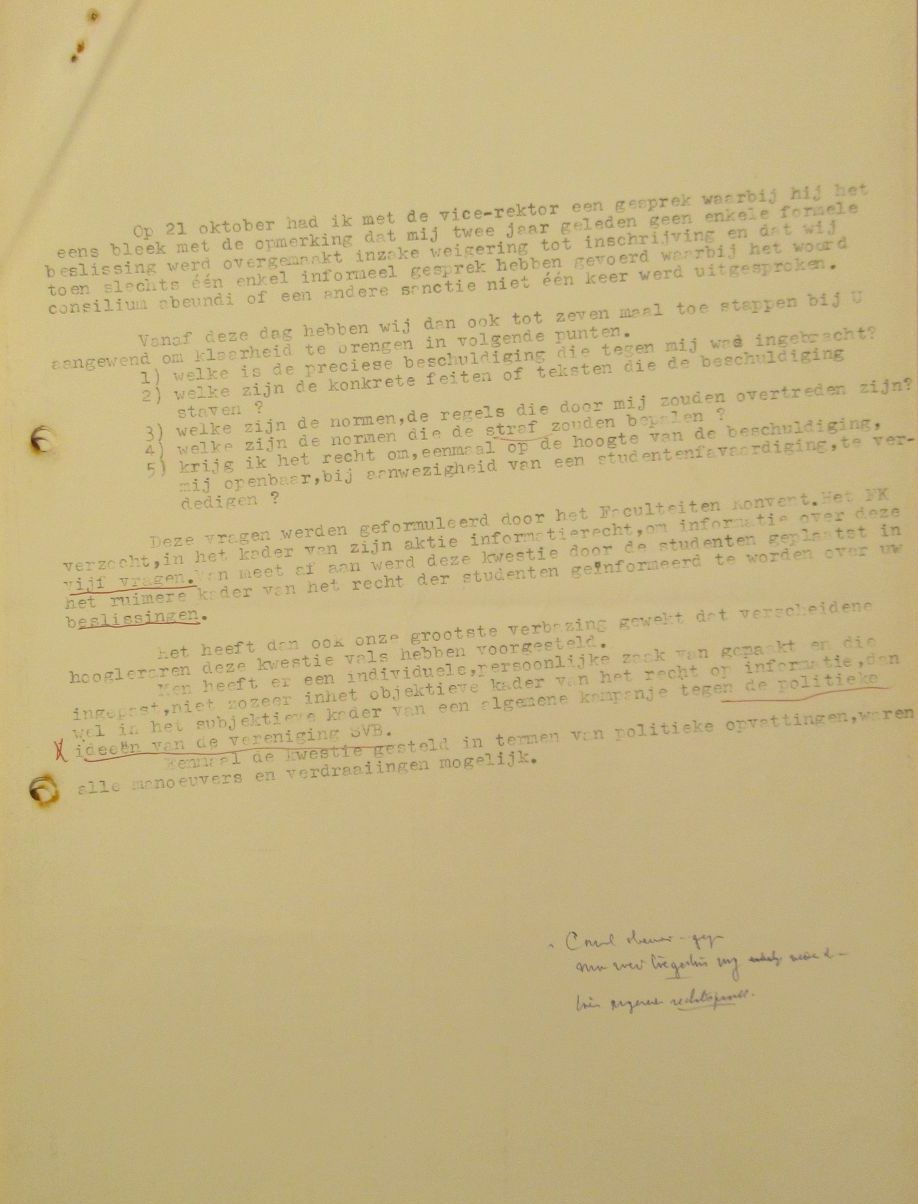 Op 21 oktober had ik met de vice-rektor een gesprek waarbij hij het
eens bleek met de opmerking dat mij twee jaar geleden geen enkele formele
beslissing werd overgemaakt inzake weigering tot inschrijving en dat wij
toen slechts één enkel informeel gesprek hebben gevoerd waarbij het woord
consilium abeundi of een andere sanctie niet één keer werd uitgesproken.
Vanaf deze dag hebben wij dan ook tot zeven maal toe stappen bij U
aangewend om klaarheid te brengen in volgende punten.
1) welke is de preciese beschuldiging die tegen mij was ingebracht?
2) welke zijn de konkrete feiten of teksten die de beschuldiging
staven ?
3) welke zijn de normen,de regels die door mij zouden overtreden zijn?
4) welke zijn de normen die de straf zouden bepalen ?
5) krijg ik het recht om,eenmaal op de hoogte van de beschuldiging,
mij openbaar,bij aanwezigheid van een studentenfavaardiging,te ver-
dedigen ?
Deze vragen werden geformuleerd door het Faculteiten Konvent.Het FK
verzocht,in het kader van zijn aktie informatierecht,om informatie over deze
vijf vragen.Van meet af aan werd deze kwestie door de studenten geplaatst in
het ruimere kader van het recht der studenten geïnformeerd te worden over uw
beslissingen.
Het heeft dan ook onze grootste verbazing gewekt dat verscheidene
hoogleraren deze kwestie vals hebben voorgesteld.
Men heeft er een individuele,persoonlijke zaak van gemaakt en die
ingepast,niet zozeer inhet objektieve kader van het recht op informatie,dan
wel in het subjektieve kader van een algemene kampanje tegen de politieke
ideeën van de vereniging SVB.
Eenmaal de kwestie gesteld in termen van politieke opvattingen,waren
alle manoeuvers en verdraaiingen mogelijk.